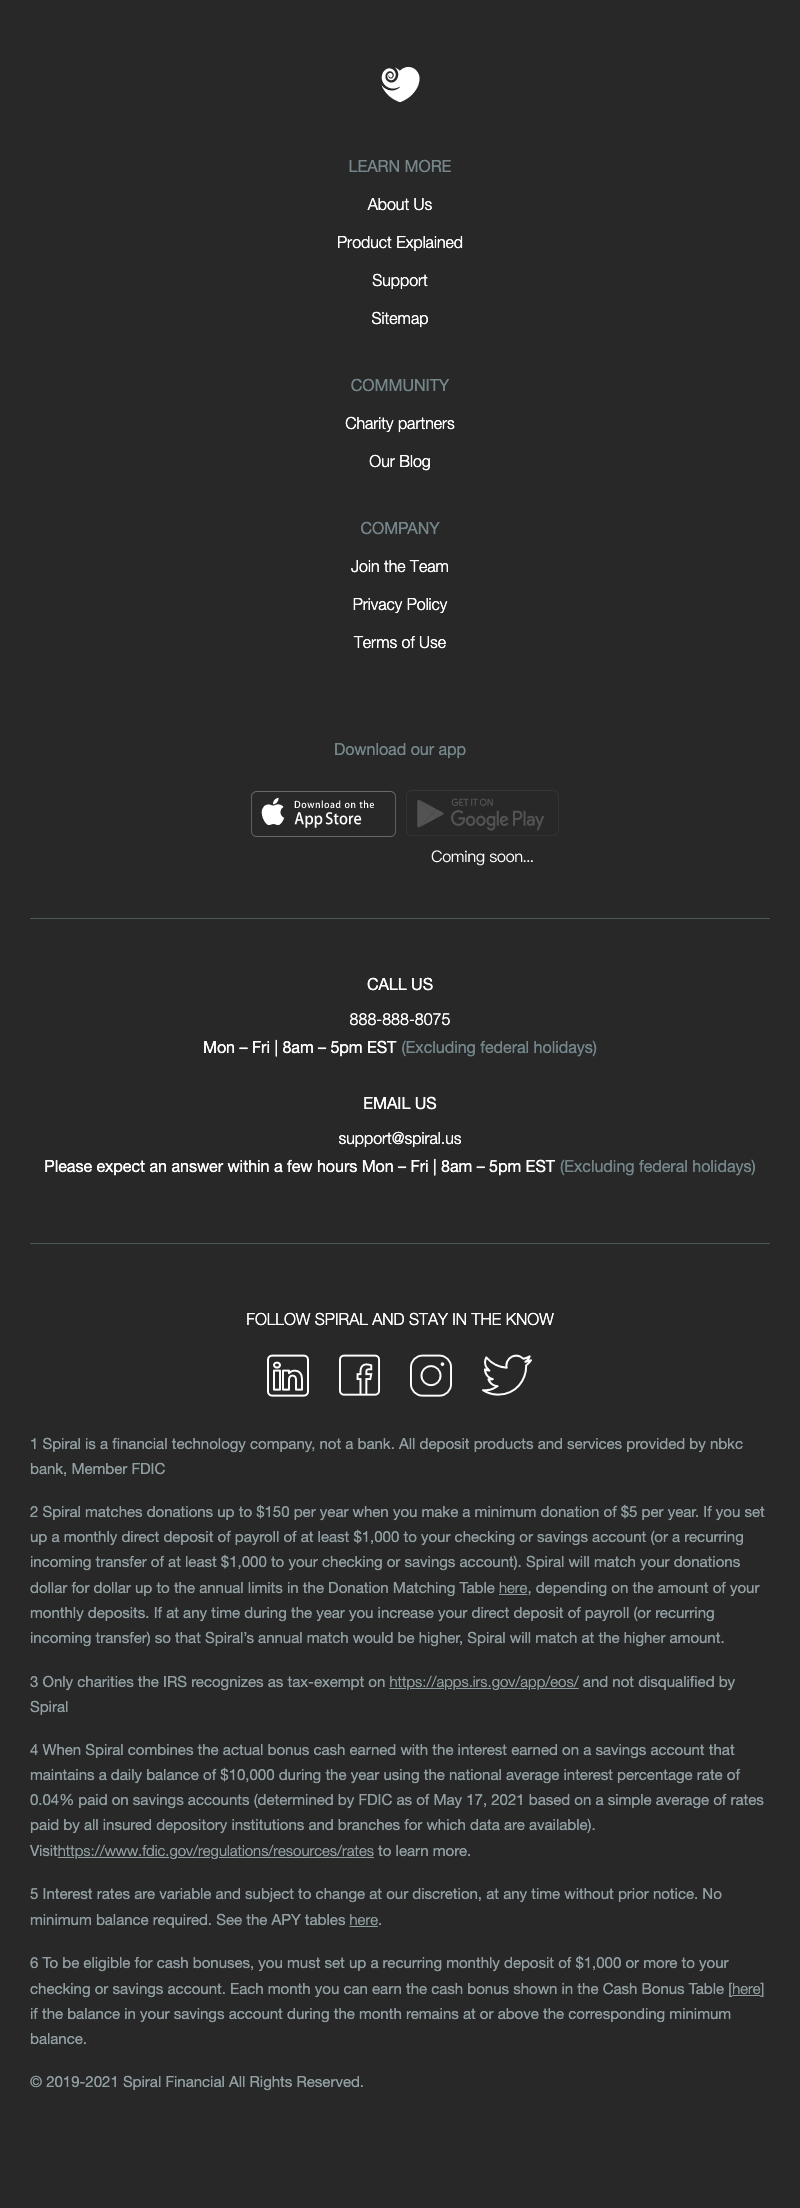 LEARN MORE
About Us
Product Explained
Support
Sitemap
COMMUNITY
Charity partners
Our Blog
COMPANY
Join the Team
Privacy Policy
Terms of Use
Download our app
Download on the
App Store
GET IT ON
Google Play
Coming soon...
CALL US
888-888-8075
Mon – Fri | 8am – 5pm EST (Excluding federal holidays)
EMAIL US
support@spiral.us
Please expect an answer within a few hours Mon – Fri | 8am – 5pm EST (Excluding federal holidays)
FOLLOW SPIRAL AND STAY IN THE KNOW
in f
1 Spiral is a financial technology company, not a bank. All deposit products and services provided by nbkc
bank, Member FDIC
2 Spiral matches donations up to $150 per year when you make a minimum donation of $5 per year. If you set
up a monthly direct deposit of payroll of at least $1,000 to your checking or savings account (or a recurring
incoming transfer of at least $1,000 to your checking or savings account). Spiral will match your donations
dollar for dollar up to the annual limits in the Donation Matching Table here, depending on the amount of your
monthly deposits. If at any time during the year you increase your direct deposit of payroll (or recurring
incoming transfer) so that Spiral’s annual match would be higher, Spiral will match at the higher amount.
3 Only charities the IRS recognizes as tax-exempt on https://apps.irs.gov/app/eos/ and not disqualified by
Spiral
4 When Spiral combines the actual bonus cash earned with the interest earned on a savings account that
maintains a daily balance of $10,000 during the year using the national average interest percentage rate of
0.04% paid on savings accounts (determined by FDIC as of May 17, 2021 based on a simple average of rates
paid by all insured depository institutions and branches for which data are available).
Visithttps://www.fdic.gov/regulations/resources/rates to learn more.
5 Interest rates are variable and subject to change at our discretion, at any time without prior notice. No
minimum balance required. See the APY tables here.
6 To be eligible for cash bonuses, you must set up a recurring monthly deposit of $1,000 or more to your
checking or savings account. Each month you can earn the cash bonus shown in the Cash Bonus Table [here]
if the balance in your savings account during the month remains at or above the corresponding minimum
balance.
© 2019-2021 Spiral Financial All Rights Reserved.